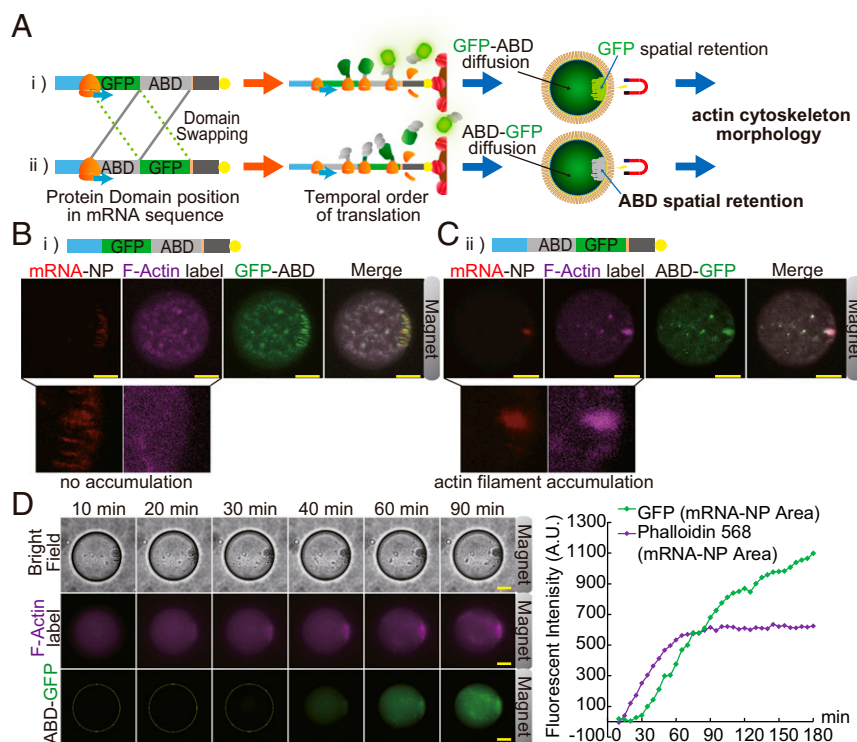 A
i )
GFP
ABD
Domain
Swapping
ii )
ABD
GFP
Protein Domain position
in mRNA sequence
Temporal order
of translation
GFP-ABD
diffusion
GFP spatial retention
ABD-GFP
diffusion
ABD spatial retention
actin cytoskeleton
morphology
B
i )
GFP
ABD
mRNA-NP
F-Actin label
GFP-ABD
Merge
Magnet
no accumulation
C
ii )
ABD
GFP
mRNA-NP
F-Actin label
ABD-GFP
Merge
Magnet
actin filament accumulation
D
10 min
20 min
30 min
40 min
60 min
90 min
Bright
Field
Magnet
F-Actin
label
Magnet
ABD-GFP
Magnet
GFP (mRNA-NP Area)
Phalloidin 568
(mRNA-NP Area)
Fluorescent Intenisity (A.U.)
1300
1100
900
700
500
300
100
-100
0
30
60
90
120
150
180
min